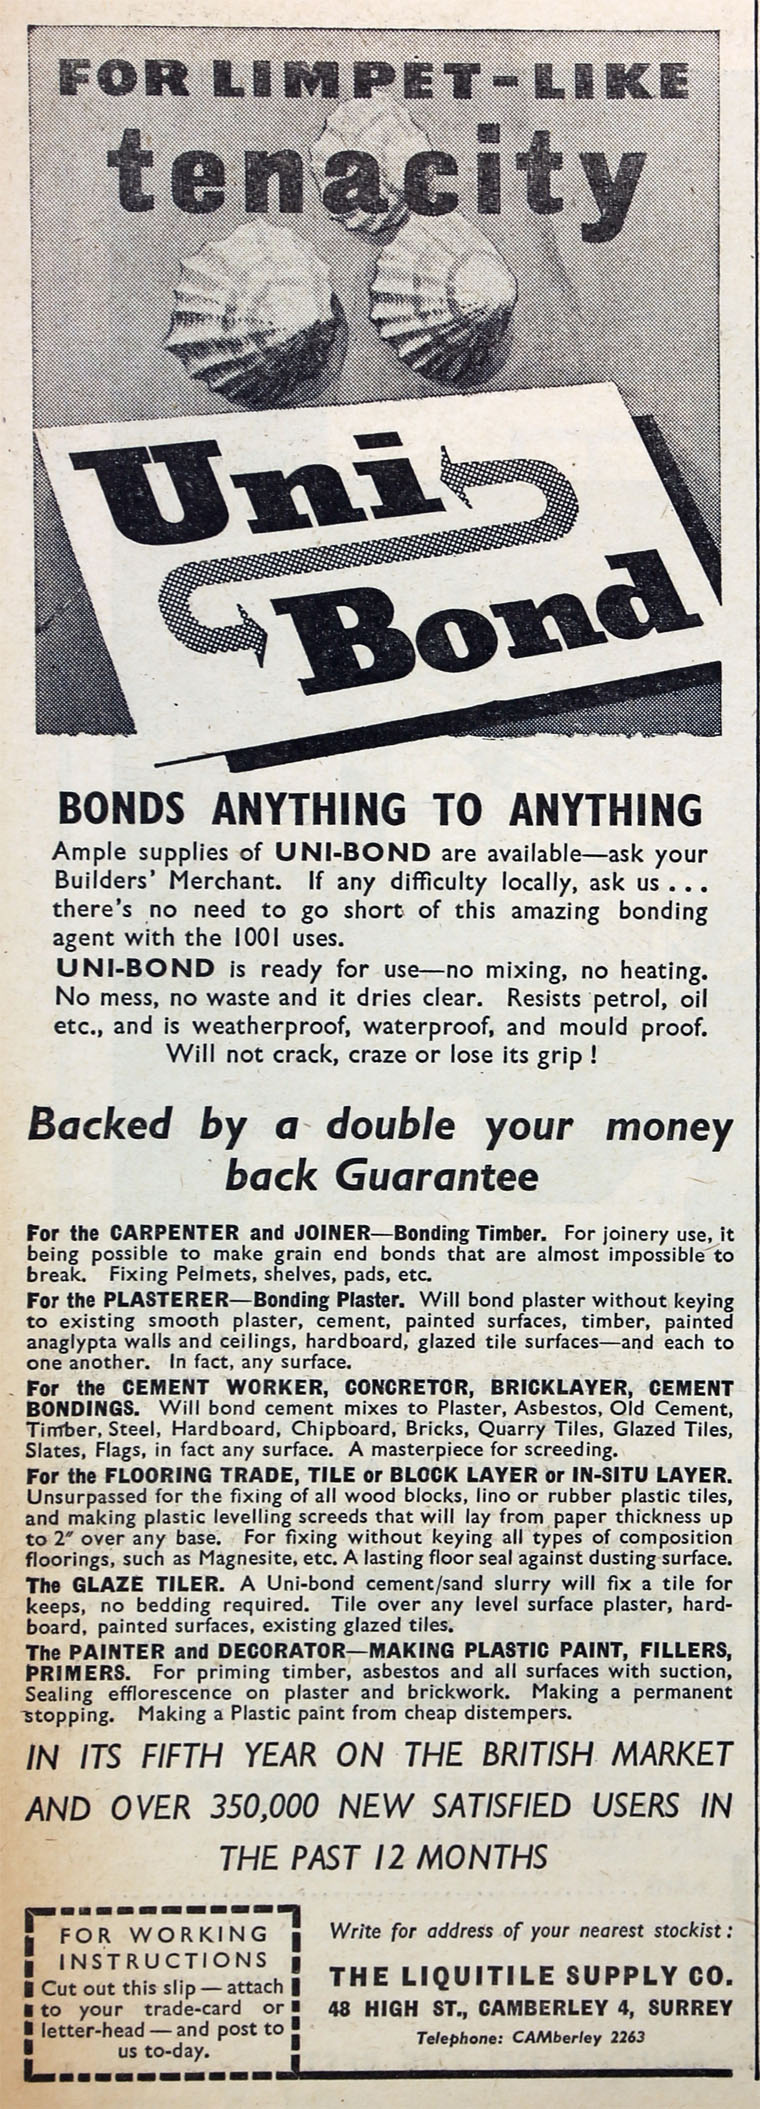 FOR LIMPET-LIKE
tenacity
Uni
Bond
BONDS ANYTHING TO ANYTHING
Ample supplies of UNI-BOND are available—ask your
Builders' Merchant. If any difficulty locally, ask us ...
there's no need to go short of this amazing bonding
agent with the 1001 uses.
UNI-BOND is ready for use—no mixing, no heating.
No mess, no waste and it dries clear. Resists petrol, oil
etc., and is weatherproof, waterproof, and mould proof.
Will not crack, craze or lose its grip !
Backed by a double your money
back Guarantee
For the CARPENTER and JOINER—Bonding Timber. For joinery use, it
being possible to make grain end bonds that are almost impossible to
break. Fixing Pelmets, shelves, pads, etc.
For the PLASTERER—Bonding Plaster. Will bond plaster without keying
to existing smooth plaster, cement, painted surfaces, timber, painted
anaglypta walls and ceilings, hardboard, glazed tile surfaces—and each to
one another. In fact, any surface.
For the CEMENT WORKER, CONCRETOR, BRICKLAYER, CEMENT
BONDINGS. Will bond cement mixes to Plaster, Asbestos, Old Cement,
Timber, Steel, Hardboard, Chipboard, Bricks, Quarry Tiles, Glazed Tiles,
Slates, Flags, in fact any surface. A masterpiece for screeding.
For the FLOORING TRADE, TILE or BLOCK LAYER or IN-SITU LAYER.
Unsurpassed for the fixing of all wood blocks, lino or rubber plastic tiles,
and making plastic levelling screeds that will lay from paper thickness up
to 2″ over any base. For fixing without keying all types of composition
floorings, such as Magnesite, etc. A lasting floor seal against dusting surface.
The GLAZE TILER. A Uni-bond cement/sand slurry will fix a tile for
keeps, no bedding required. Tile over any level surface plaster, hard-
board, painted surfaces, existing glazed tiles.
The PAINTER and DECORATOR—MAKING PLASTIC PAINT, FILLERS,
PRIMERS. For priming timber, asbestos and all surfaces with suction,
Sealing efflorescence on plaster and brickwork. Making a permanent
stopping. Making a Plastic paint from cheap distempers.
IN ITS FIFTH YEAR ON THE BRITISH MARKET
AND OVER 350,000 NEW SATISFIED USERS IN
THE PAST 12 MONTHS
FOR WORKING
INSTRUCTIONS
Cut out this slip — attach
to your trade-card or
letter-head — and post to
us to-day.
Write for address of your nearest stockist :
THE LIQUITILE SUPPLY CO.
48 HIGH ST., CAMBERLEY 4, SURREY
Telephone: CAMberley 2263